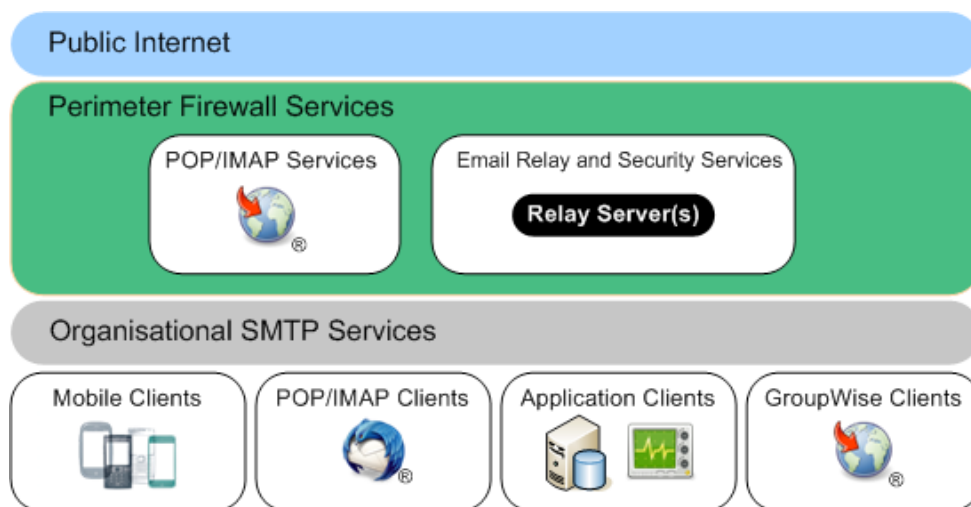 Public Internet
Perimeter Firewall Services
POP/IMAP Services
®
Email Relay and Security Services
Relay Server(s)
Organisational SMTP Services
Mobile Clients
POP/IMAP Clients
®
Application Clients
GroupWise Clients
®